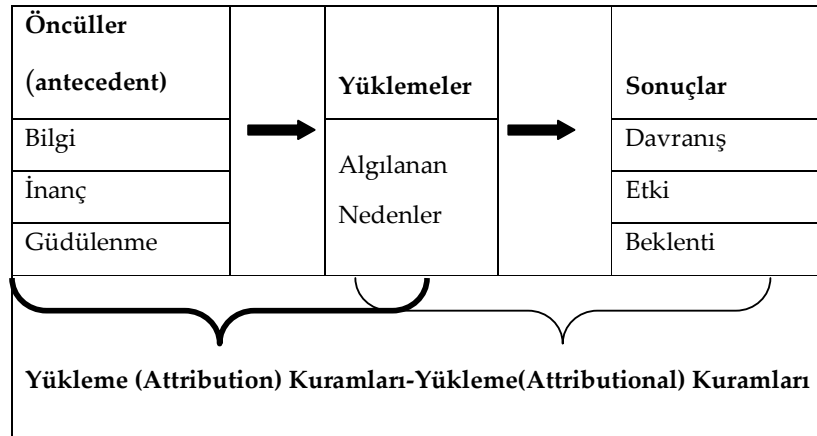 Öncüller
(antecedent)
Yüklemeler
Sonuçlar
Bilgi
İnanç
Güdülenme
Algılanan
Nedenler
Davranış
Etki
Beklenti
Yükleme (Attribution) Kuramları-Yükleme(Attributional) Kuramları